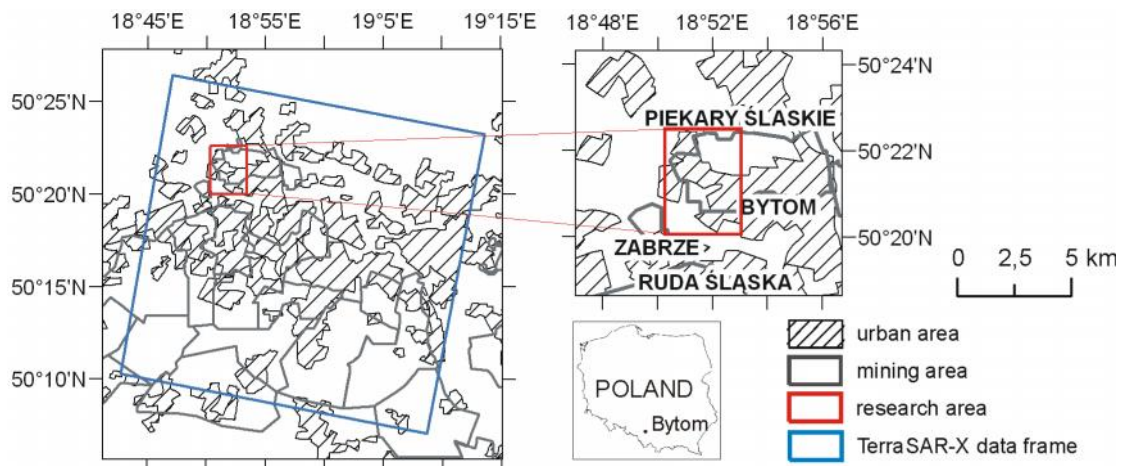 18°45'E 18°55'E 19°5'E 19°15'E
50°25'N
50°20'N
50°15'N
50°10'N
18°48'E 18°52'E 18°56'E
50°24'N
50°22'N
50°20'N
PIEKARY ŚLĄSKIE
BYTOM
ZABRZE >
RUDA ŚLĄSKA
0 2,5 5 km
POLAND
Bytom
urban area
mining area
research area
TerraSAR-X data frame